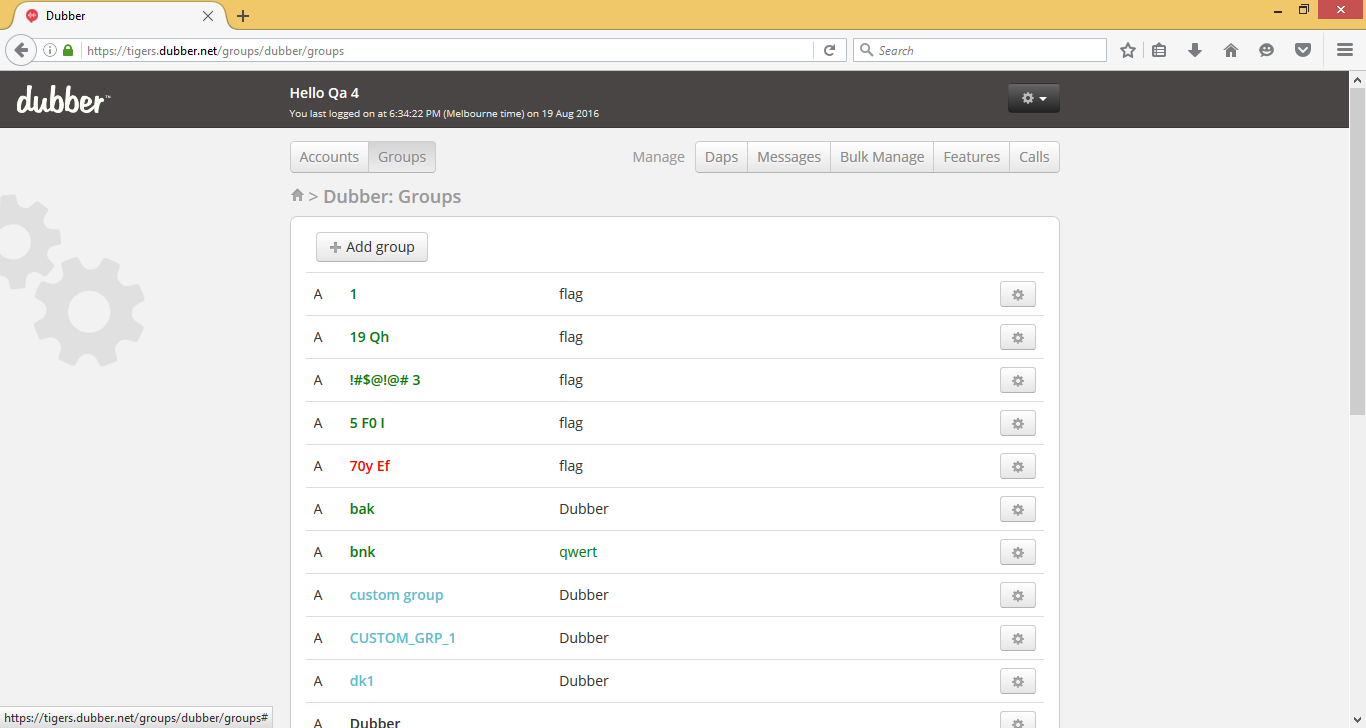 Dubber
https://tigers.dubber.net/groups/dubber/groups
Search
dubber™
Hello Qa 4
You last logged on at 6:34:22 PM (Melbourne time) on 19 Aug 2016
Accounts Groups Manage Daps Messages Bulk Manage Features Calls
> Dubber: Groups
+ Add group
A 1 flag
A 19 Qh flag
A !#$@!@# 3 flag
A 5 F0 I flag
A 70y Ef flag
A bak Dubber
A bnk qwert
A custom group Dubber
A CUSTOM_GRP_1 Dubber
A dk1 Dubber
A Dubber
https://tigers.dubber.net/groups/dubber/groups#